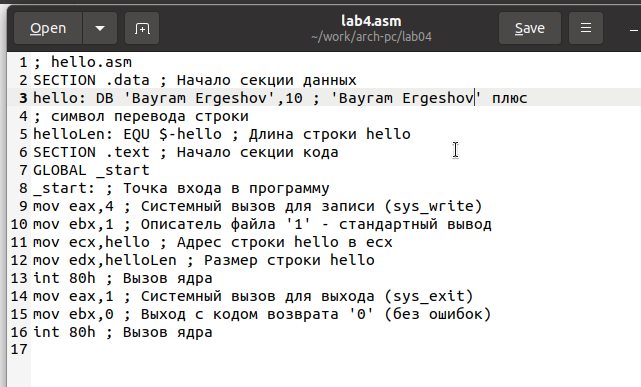 Open
lab4.asm
~/work/arch-pc/lab04
Save
1 ; hello.asm
2 SECTION .data ; Начало секции данных
3 hello: DB 'Bayram Ergeshov',10 ; 'Bayram Ergeshov' плюс
4 ; символ перевода строки
5 helloLen: EQU $-hello ; Длина строки hello
6 SECTION .text ; Начало секции кода
7 GLOBAL _start
8 _start: ; Точка входа в программу
9 mov eax,4 ; Системный вызов для записи (sys_write)
10 mov ebx,1 ; Описатель файла '1' - стандартный вывод
11 mov ecx,hello ; Адрес строки hello в ecx
12 mov edx,helloLen ; Размер строки hello
13 int 80h ; Вызов ядра
14 mov eax,1 ; Системный вызов для выхода (sys_exit)
15 mov ebx,0 ; Выход с кодом возврата '0' (без ошибок)
16 int 80h ; Вызов ядра
17